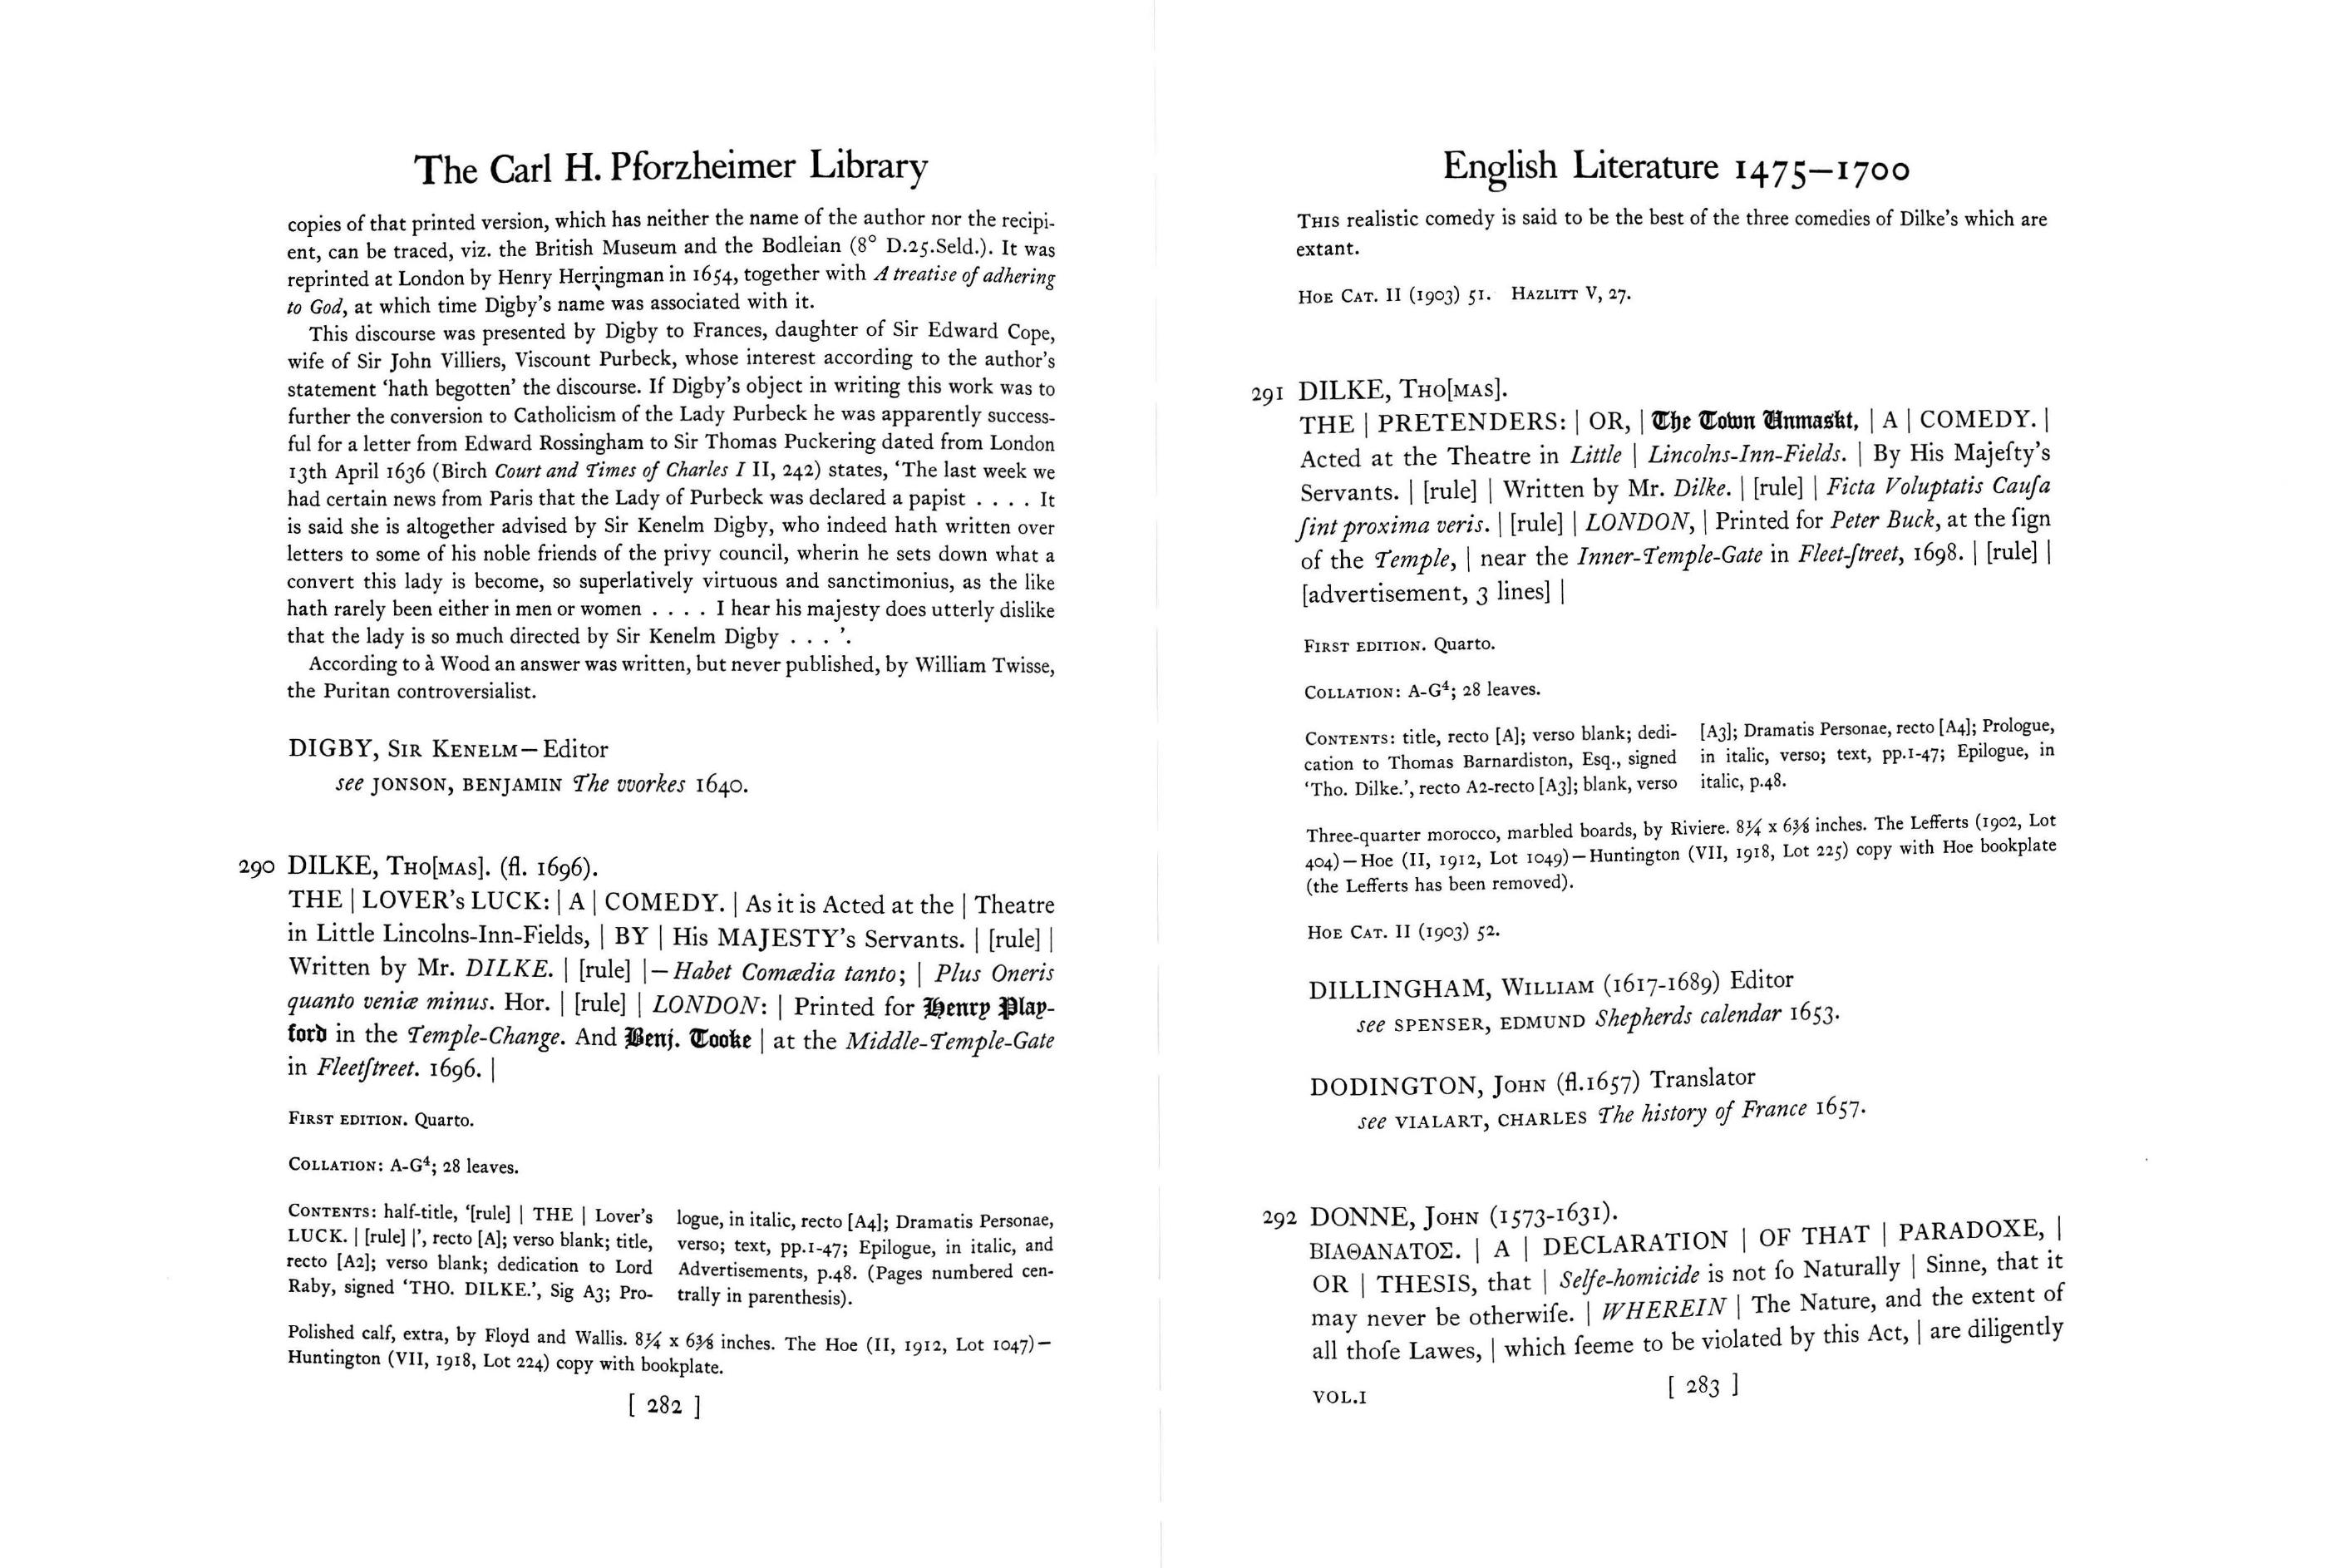 The Carl H. Pforzheimer Library
copies of that printed version, which has neither the name of the author nor the recipi-
ent, can be traced, viz. the British Museum and the Bodleian (8° D.25.Seld.). It was
reprinted at London by Henry Herringman in 1654, together with A treatise of adhering
to God, at which time Digby's name was associated with it.
This discourse was presented by Digby to Frances, daughter of Sir Edward Cope,
wife of Sir John Villiers, Viscount Purbeck, whose interest according to the author's
statement 'hath begotten' the discourse. If Digby's object in writing this work was to
further the conversion to Catholicism of the Lady Purbeck he was apparently success-
ful for a letter from Edward Rossingham to Sir Thomas Puckering dated from London
13th April 1636 (Birch Court and Times of Charles I II, 242) states, 'The last week we
had certain news from Paris that the Lady of Purbeck was declared a papist . . . . It
is said she is altogether advised by Sir Kenelm Digby, who indeed hath written over
letters to some of his noble friends of the privy council, wherin he sets down what a
convert this lady is become, so superlatively virtuous and sanctimonius, as the like
hath rarely been either in men or women . . . . I hear his majesty does utterly dislike
that the lady is so much directed by Sir Kenelm Digby . . . '.
According to à Wood an answer was written, but never published, by William Twisse,
the Puritan controversialist.
DIGBY, SIR KENELM—Editor
see JONSON, BENJAMIN The vvorkes 1640.
290 DILKE, THO[MAS]. (fl. 1696).
THE | LOVER's LUCK: | A | COMEDY. | As it is Acted at the | Theatre
in Little Lincolns-Inn-Fields, | BY | His MAJESTY's Servants. | [rule] |
Written by Mr. DILKE. | [rule] |—Habet Comœdia tanto; | Plus Oneris
quanto veniæ minus. Hor. | [rule] | LONDON: | Printed for Henry Play-
ford in the Temple-Change. And Benj. Tooke | at the Middle-Temple-Gate
in Fleetſtreet. 1696. |
FIRST EDITION. Quarto.
COLLATION: A-G⁴; 28 leaves.
CONTENTS: half-title, '[rule] | THE | Lover's
LUCK. | [rule] |', recto [A]; verso blank; title,
recto [A2]; verso blank; dedication to Lord
Raby, signed 'THO. DILKE.', Sig A3; Pro-
logue, in italic, recto [A4]; Dramatis Personae,
verso; text, pp.1-47; Epilogue, in italic, and
Advertisements, p.48. (Pages numbered cen-
trally in parenthesis).
Polished calf, extra, by Floyd and Wallis. 8¼ x 6⅜ inches. The Hoe (II, 1912, Lot 1047)—
Huntington (VII, 1918, Lot 224) copy with bookplate.
[ 282 ]
English Literature 1475—1700
THIS realistic comedy is said to be the best of the three comedies of Dilke's which are
extant.
HOE CAT. II (1903) 51. HAZLITT V, 27.
291 DILKE, THO[MAS].
THE | PRETENDERS: | OR, | The Town Unmaskt, | A | COMEDY. |
Acted at the Theatre in Little | Lincolns-Inn-Fields. | By His Majeſty's
Servants. | [rule] | Written by Mr. Dilke. | [rule] | Ficta Voluptatis Cauſa
ſint proxima veris. | [rule] | LONDON, | Printed for Peter Buck, at the ſign
of the Temple, | near the Inner-Temple-Gate in Fleet-ſtreet, 1698. | [rule] |
[advertisement, 3 lines] |
FIRST EDITION. Quarto.
COLLATION: A-G⁴; 28 leaves.
CONTENTS: title, recto [A]; verso blank; dedi-
cation to Thomas Barnardiston, Esq., signed
'Tho. Dilke.', recto A2-recto [A3]; blank, verso
[A3]; Dramatis Personae, recto [A4]; Prologue,
in italic, verso; text, pp.1-47; Epilogue, in
italic, p.48.
Three-quarter morocco, marbled boards, by Riviere. 8¼ x 6⅜ inches. The Lefferts (1902, Lot
404)—Hoe (II, 1912, Lot 1049)—Huntington (VII, 1918, Lot 225) copy with Hoe bookplate
(the Lefferts has been removed).
HOE CAT. II (1903) 52.
DILLINGHAM, WILLIAM (1617-1689) Editor
see SPENSER, EDMUND Shepherds calendar 1653.
DODINGTON, JOHN (fl.1657) Translator
see VIALART, CHARLES The history of France 1657.
292 DONNE, JOHN (1573-1631).
ΒΙΑΘΑΝΑΤΟΣ. | A | DECLARATION | OF THAT | PARADOXE, |
OR | THESIS, that | Selfe-homicide is not ſo Naturally | Sinne, that it
may never be otherwiſe. | WHEREIN | The Nature, and the extent of
all thoſe Lawes, | which ſeeme to be violated by this Act, | are diligently
VOL.I
[ 283 ]